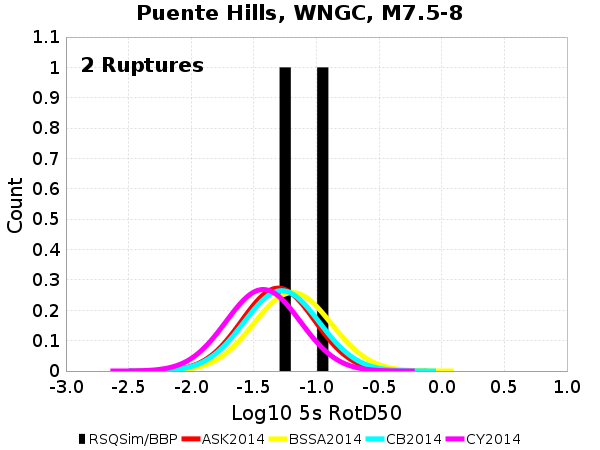 Puente Hills, WNGC, M7.5-8
2 Ruptures
1.1
1
0.9
0.8
0.7
0.6
0.5
0.4
0.3
0.2
0.1
0
Count
-3.0 -2.5 -2.0 -1.5 -1.0 -0.5 0.0 0.5 1.0
Log10 5s RotD50
RSQSim/BBP ASK2014 BSSA2014 CB2014 CY2014